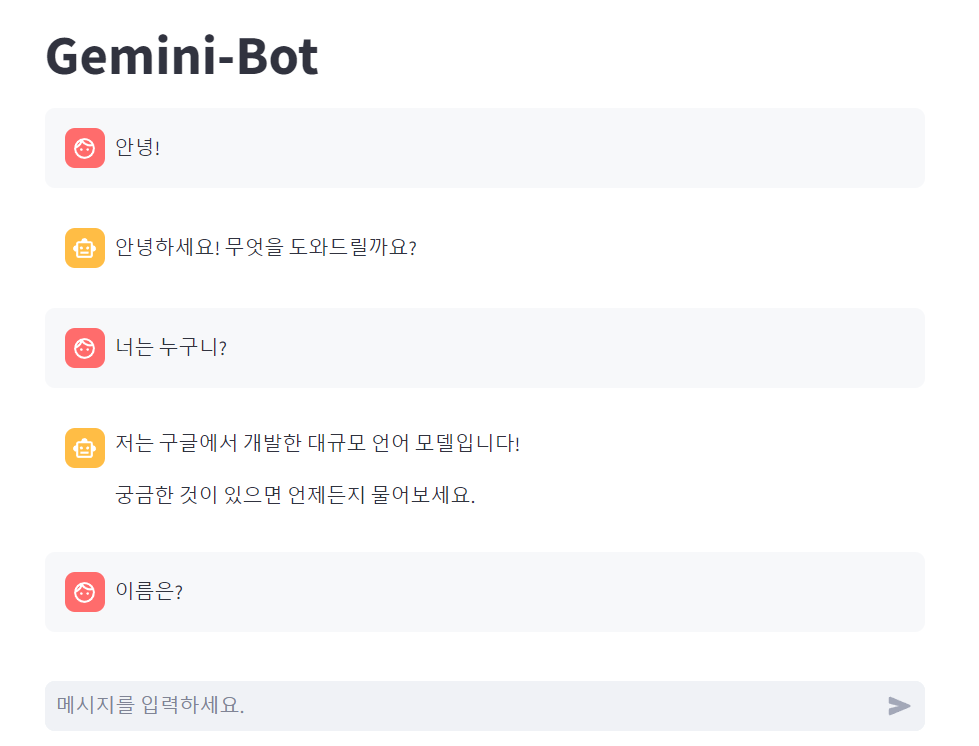 Gemini-Bot
안녕!
안녕하세요! 무엇을 도와드릴까요?
너는 누구니?
저는 구글에서 개발한 대규모 언어 모델입니다!
궁금한 것이 있으면 언제든지 물어보세요.
이름은?
메시지를 입력하세요.